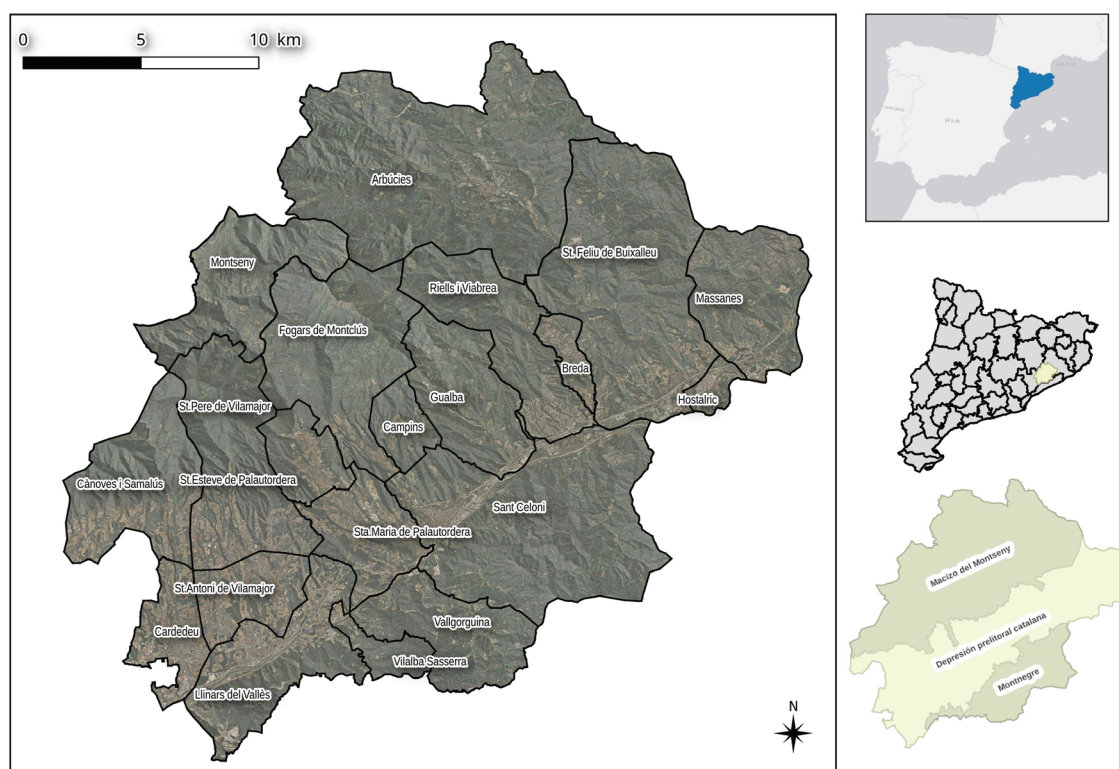 0 5 10 km
Arbúcies
St. Feliu de Buixalleu
Montseny
Riells i Viabrea
Massanes
Fogars de Montclús
Breda
Gualba
Hostalric
St.Pere de Vilamajor
Campins
Cànoves i Samalús
St.Esteve de Palautordera
Sant Celoni
Sta.Maria de Palautordera
St.Antoni de Vilamajor
Vallgorguina
Cardedeu
Vilalba Sasserra
Llinars del Vallès
N
Macizo del Montseny
Depresión prelitoral catalana
Montnegre